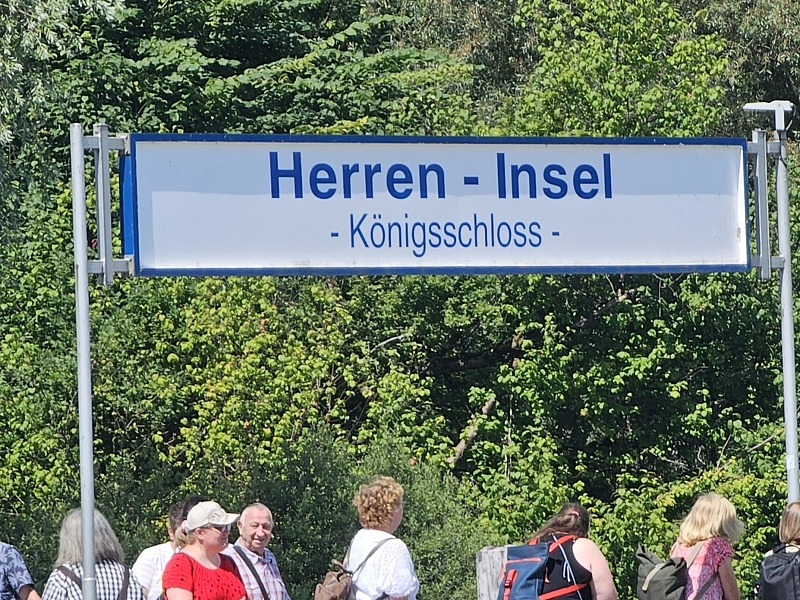 Herren - Insel
- Königsschloss -